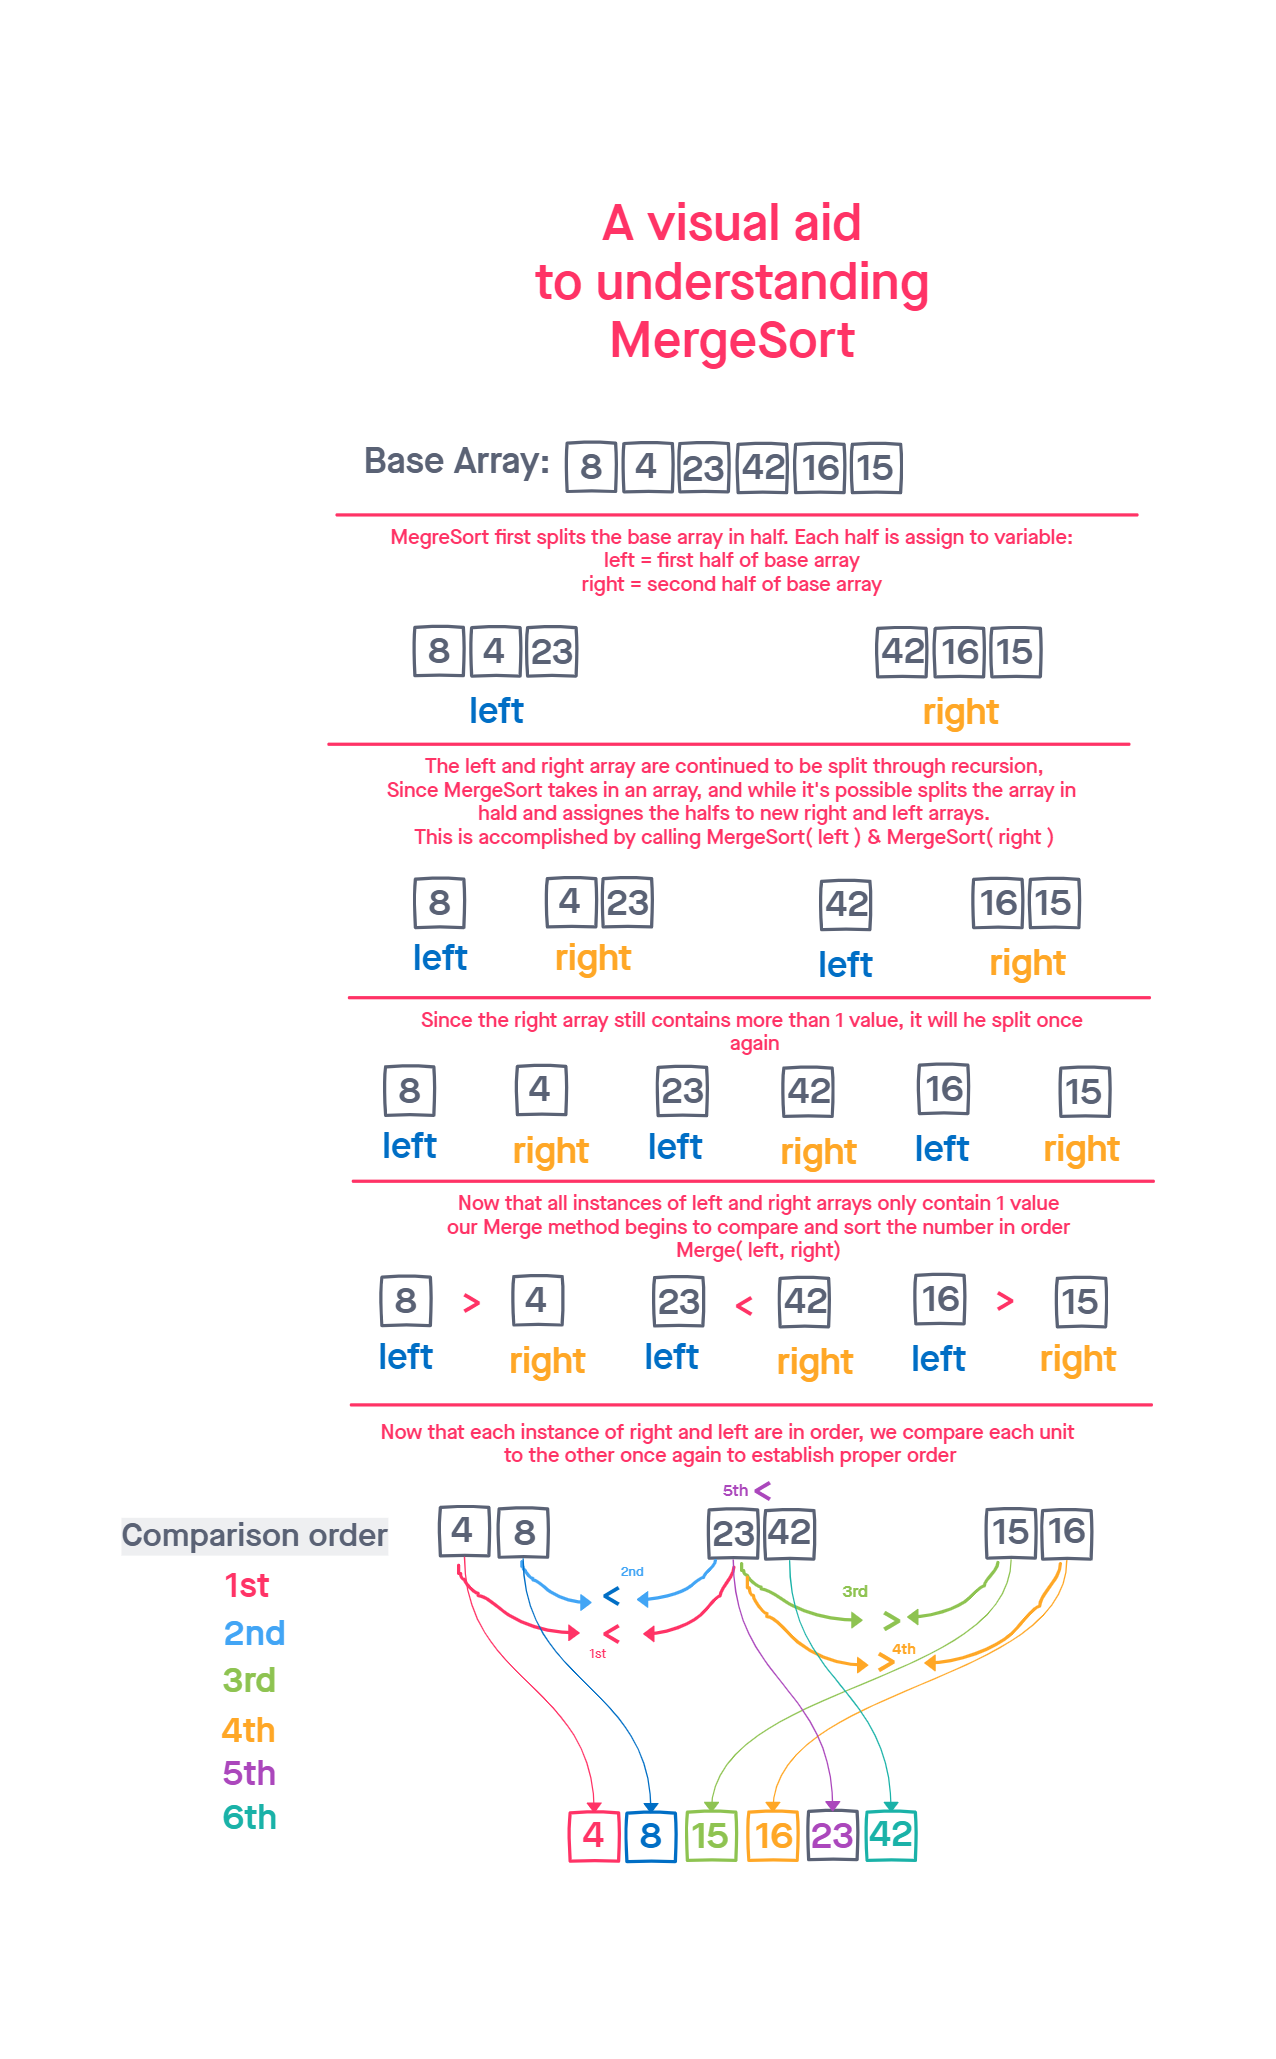 A visual aid
to understanding
MergeSort
Base Array: 8 4 23 42 16 15
MegreSort first splits the base array in half. Each half is assign to variable:
left = first half of base array
right = second half of base array
8 4 23 42 16 15
left right
The left and right array are continued to be split through recursion,
Since MergeSort takes in an array, and while it's possible splits the array in
hald and assignes the halfs to new right and left arrays.
This is accomplished by calling MergeSort( left ) & MergeSort( right )
8 4 23 42 16 15
left right left right
Since the right array still contains more than 1 value, it will he split once
again
8 4 23 42 16 15
left right left right left right
Now that all instances of left and right arrays only contain 1 value
our Merge method begins to compare and sort the number in order
Merge( left, right)
8 > 4 23 < 42 16 > 15
left right left right left right
Now that each instance of right and left are in order, we compare each unit
to the other once again to establish proper order
5th <
4 8 23 42 15 16
Comparison order
1st
2nd
3rd
4th
5th
6th
2nd
<
3rd
>
<
1st
4th
>
4 8 15 16 23 42